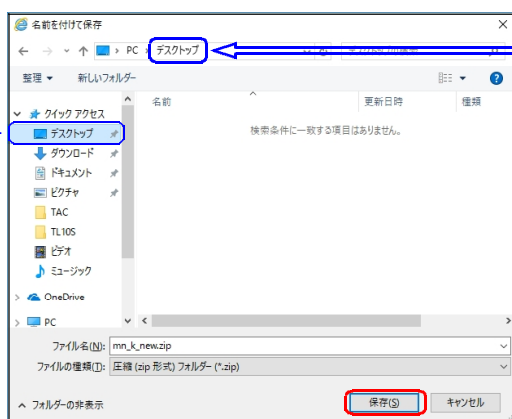 名前を付けて保存
PC
デスクトップ
整理
新しいフォルダー
クイック アクセス
デスクトップ
ダウンロード
ドキュメント
ピクチャ
TAC
TL10S
ビデオ
ミュージック
OneDrive
PC
名前
更新日時
種類
検索条件に一致する項目はありません。
ファイル名(N): mn_k_new.zip
ファイルの種類(T): 圧縮 (zip 形式) フォルダー (*.zip)
フォルダーの非表示
保存(S)
キャンセル